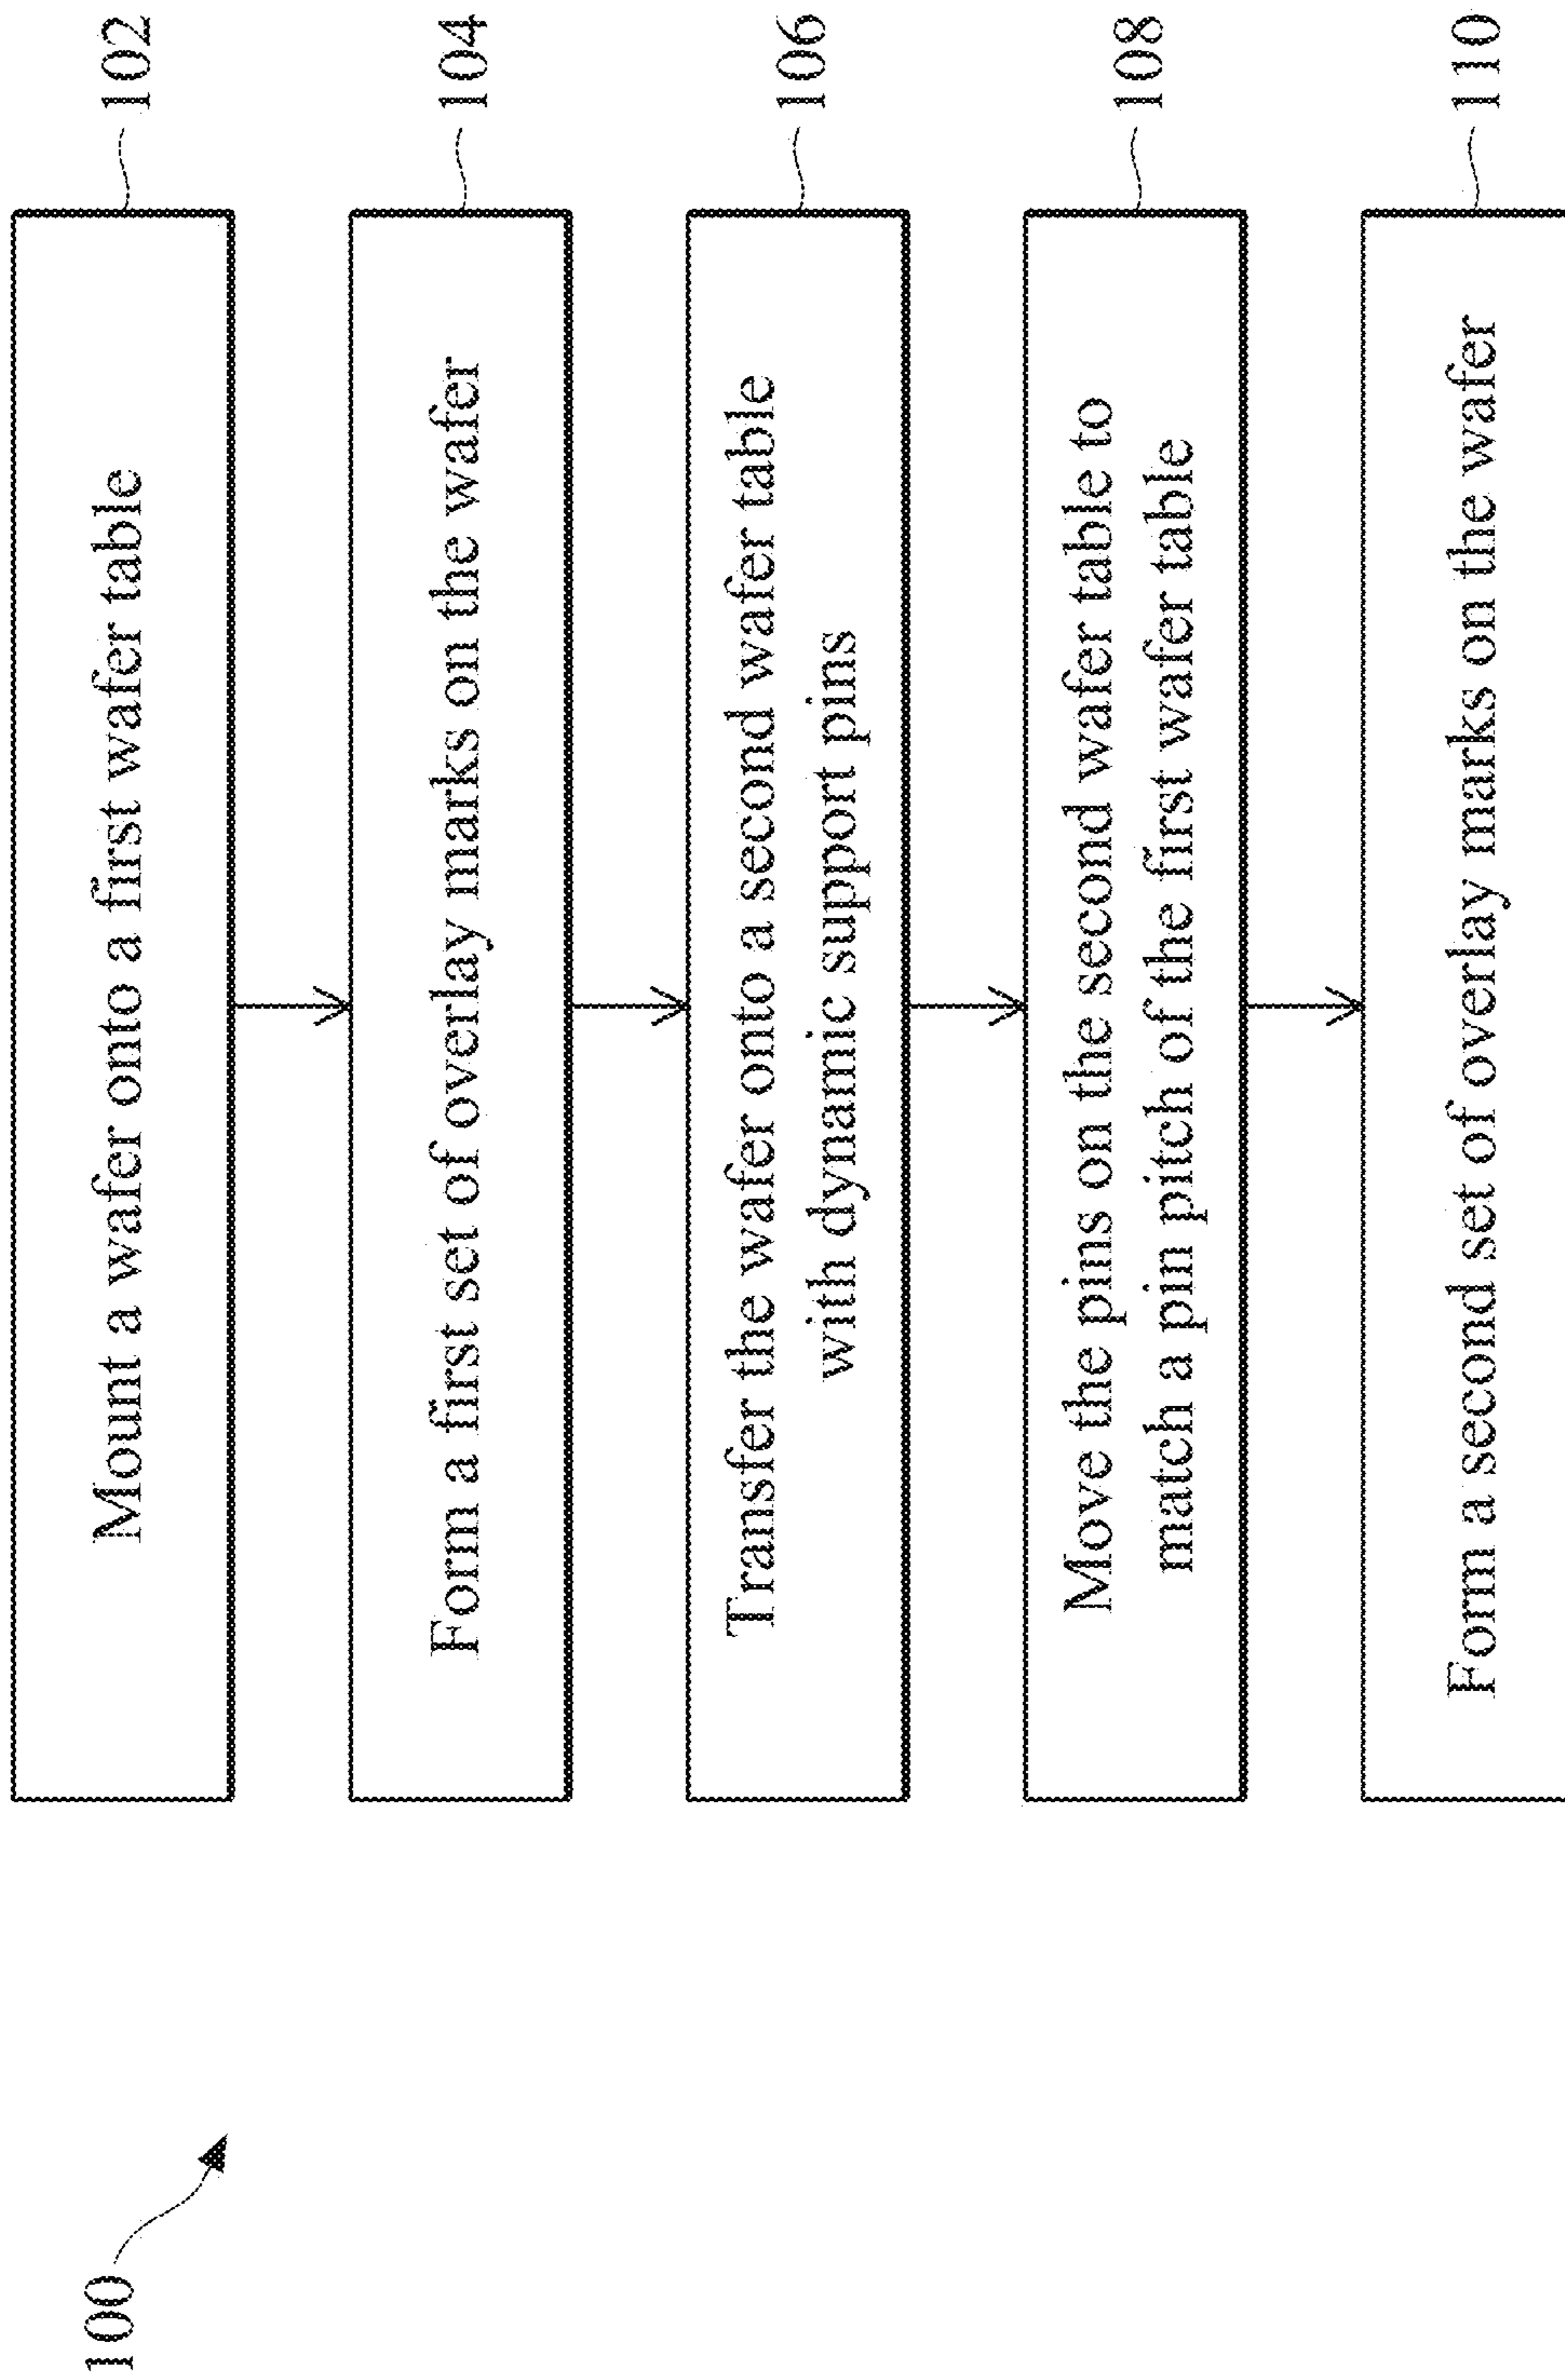 100
Mount a wafer onto a first wafer table
102
Form a first set of overlay marks on the wafer
104
Transfer the wafer onto a second wafer table
with dynamic support pins
106
Move the pins on the second wafer table to
match a pin pitch of the first wafer table
108
Form a second set of overlay marks on the wafer
110